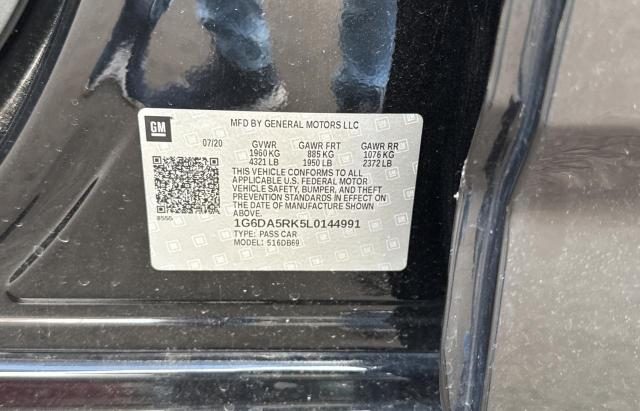 GM
MFD BY GENERAL MOTORS LLC
07/20 GVWR GAWR FRT GAWR RR
1960 KG 885 KG 1076 KG
4321 LB 1950 LB 2372 LB
THIS VEHICLE CONFORMS TO ALL
APPLICABLE U.S. FEDERAL MOTOR
VEHICLE SAFETY, BUMPER, AND THEFT
PREVENTION STANDARDS IN EFFECT ON
THE DATE OF MANUFACTURE SHOWN
ABOVE.
8555
1G6DA5RK5L0144991
TYPE: PASS CAR
MODEL: 516DB69